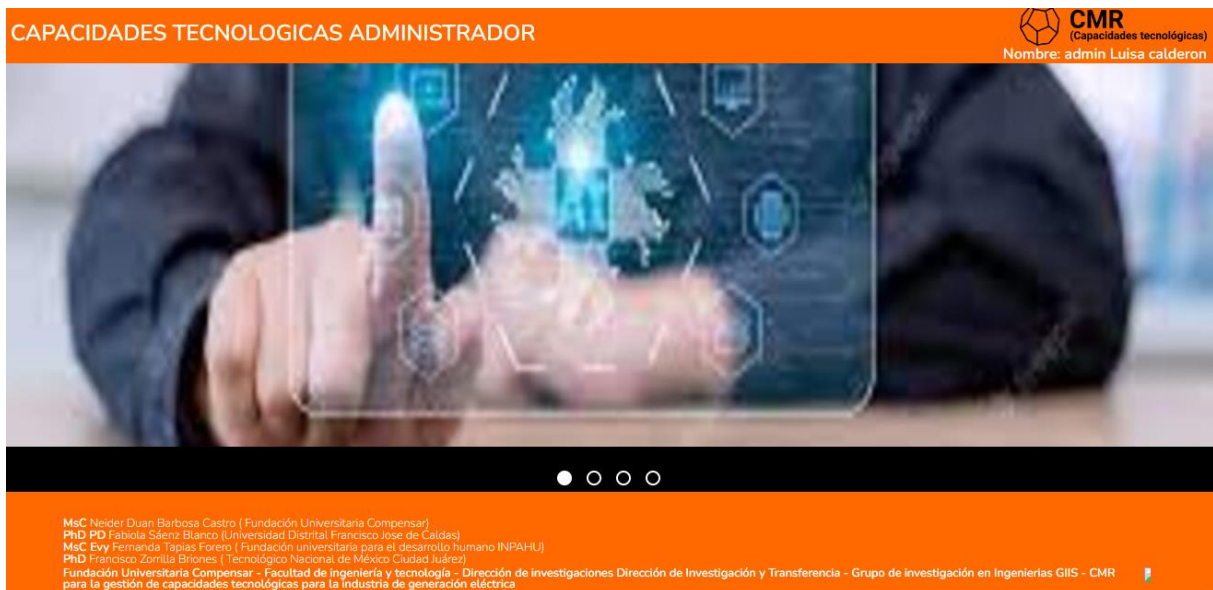 CAPACIDADES TECNOLOGICAS ADMINISTRADOR
CMR
(Capacidades tecnológicas)
Nombre: admin Luisa calderon
AI
MsC Neider Duan Barbosa Castro ( Fundación Universitaria Compensar)
PhD PD Fabiola Sáenz Blanco (Universidad Distrital Francisco Jose de Caldas)
MsC Evy Fernanda Tapias Forero ( Fundación universitaria para el desarrollo humano INPAHU)
PhD Francisco Zorrilla Briones ( Tecnológico Nacional de México Ciudad Juárez)
Fundación Universitaria Compensar - Facultad de ingeniería y tecnología - Dirección de investigaciones Dirección de Investigación y Transferencia - Grupo de investigación en Ingenierias GIIS - CMR
para la gestión de capacidades tecnológicas para la industria de generación eléctrica